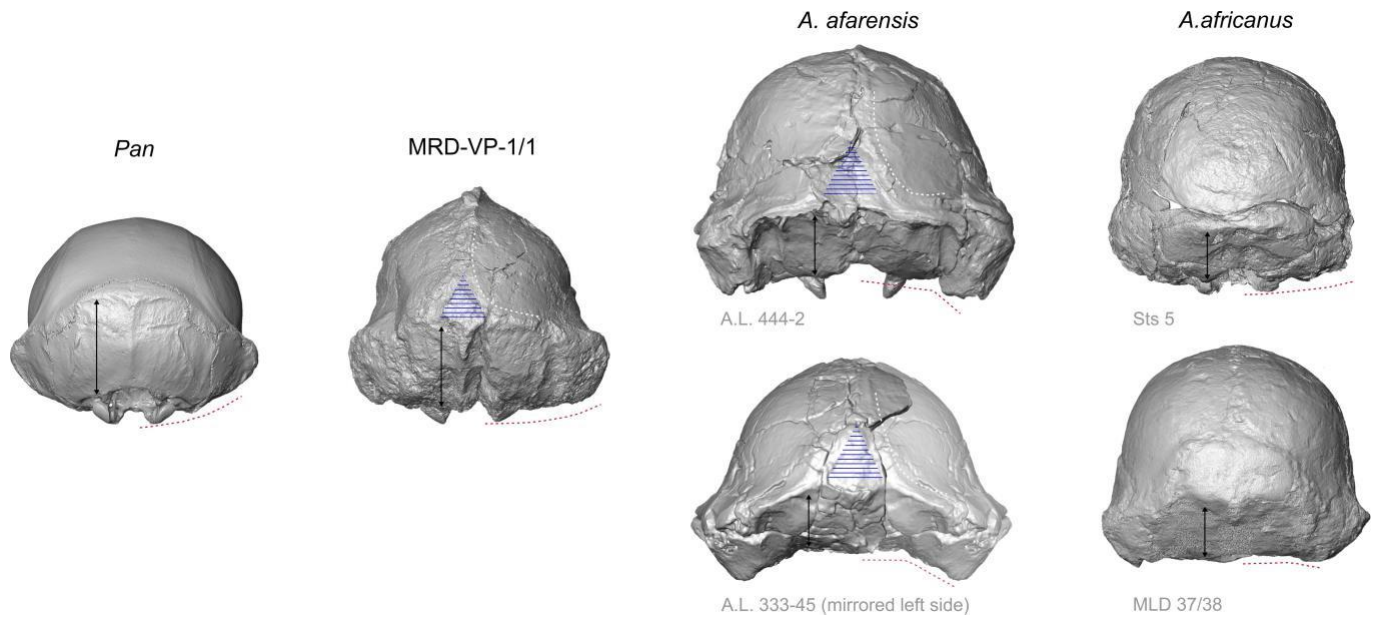 A. afarensis
A.africanus
Pan
MRD-VP-1/1
A.L. 444-2
Sts 5
A.L. 333-45 (mirrored left side)
MLD 37/38